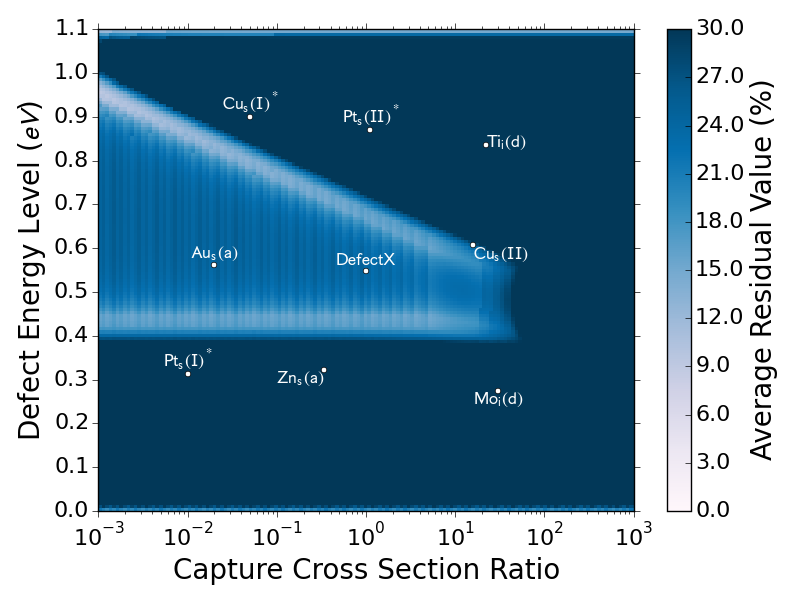 1.1
1.0
0.9
0.8
0.7
0.6
0.5
0.4
0.3
0.2
0.1
0.0
Defect Energy Level (eV)
Cuₛ(I)*
Ptₛ(II)*
Tiᵢ(d)
Auₛ(a)
DefectX
Cuₛ(II)
Ptₛ(I)*
Znₛ(a)
Moᵢ(d)
10⁻³ 10⁻² 10⁻¹ 10⁰ 10¹ 10² 10³
Capture Cross Section Ratio
30.0
27.0
24.0
21.0
18.0
15.0
12.0
9.0
6.0
3.0
0.0
Average Residual Value (%)